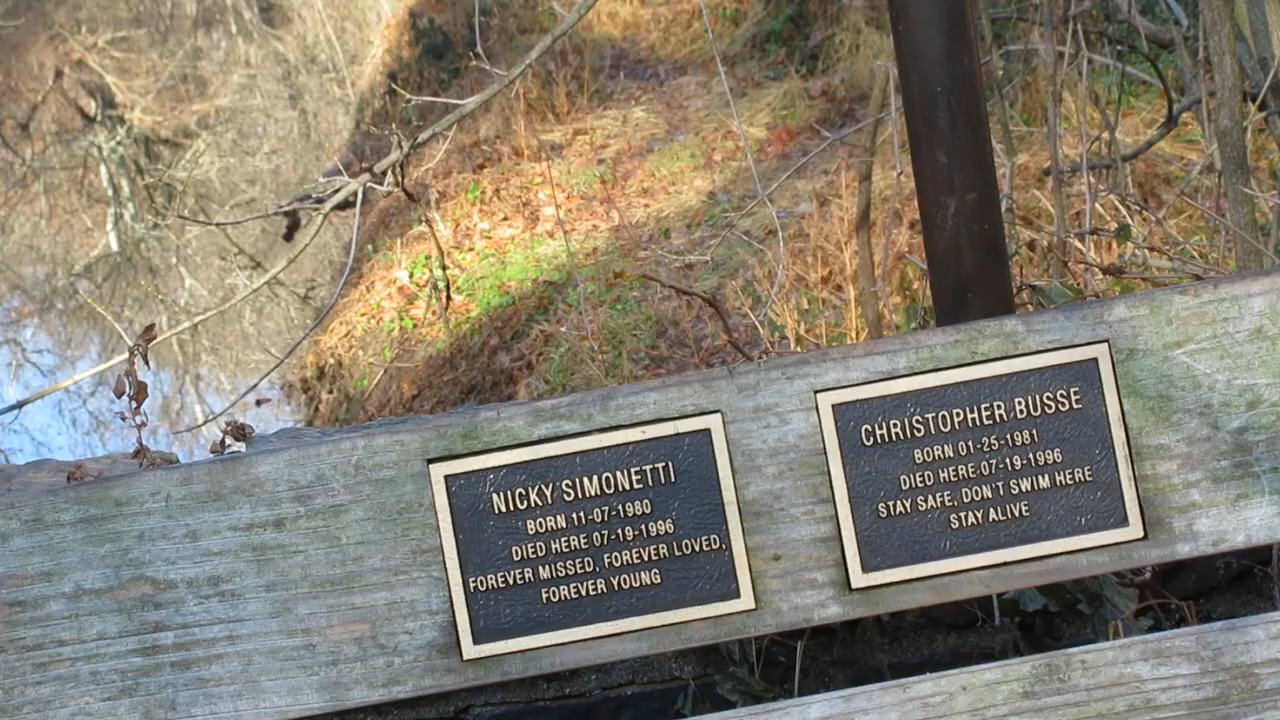 NICKY SIMONETTI
BORN 11-07-1980
DIED HERE 07-19-1996
FOREVER MISSED, FOREVER LOVED,
FOREVER YOUNG
CHRISTOPHER BUSSE
BORN 01-25-1981
DIED HERE 07-19-1996
STAY SAFE, DON'T SWIM HERE
STAY ALIVE